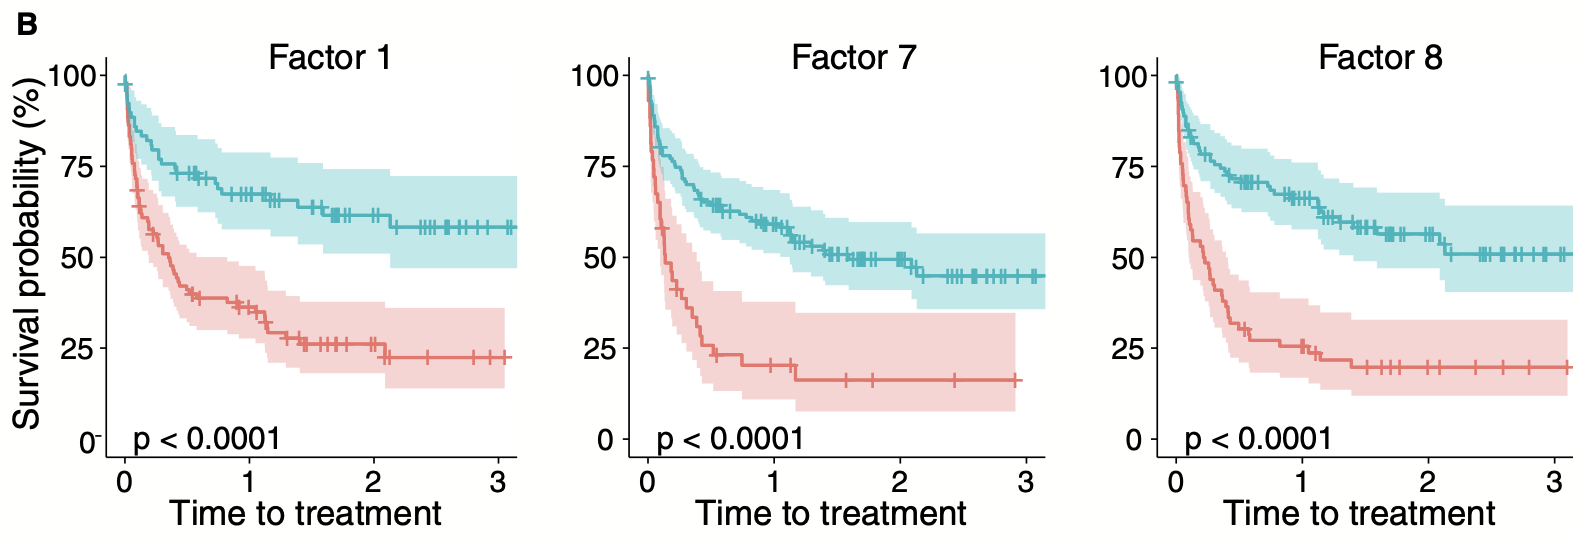 B
Factor 1
Factor 7
Factor 8
Survival probability (%)
100
75
50
25
0
p < 0.0001
0 1 2 3
Time to treatment
100
75
50
25
0
p < 0.0001
0 1 2 3
Time to treatment
100
75
50
25
0
p < 0.0001
0 1 2 3
Time to treatment